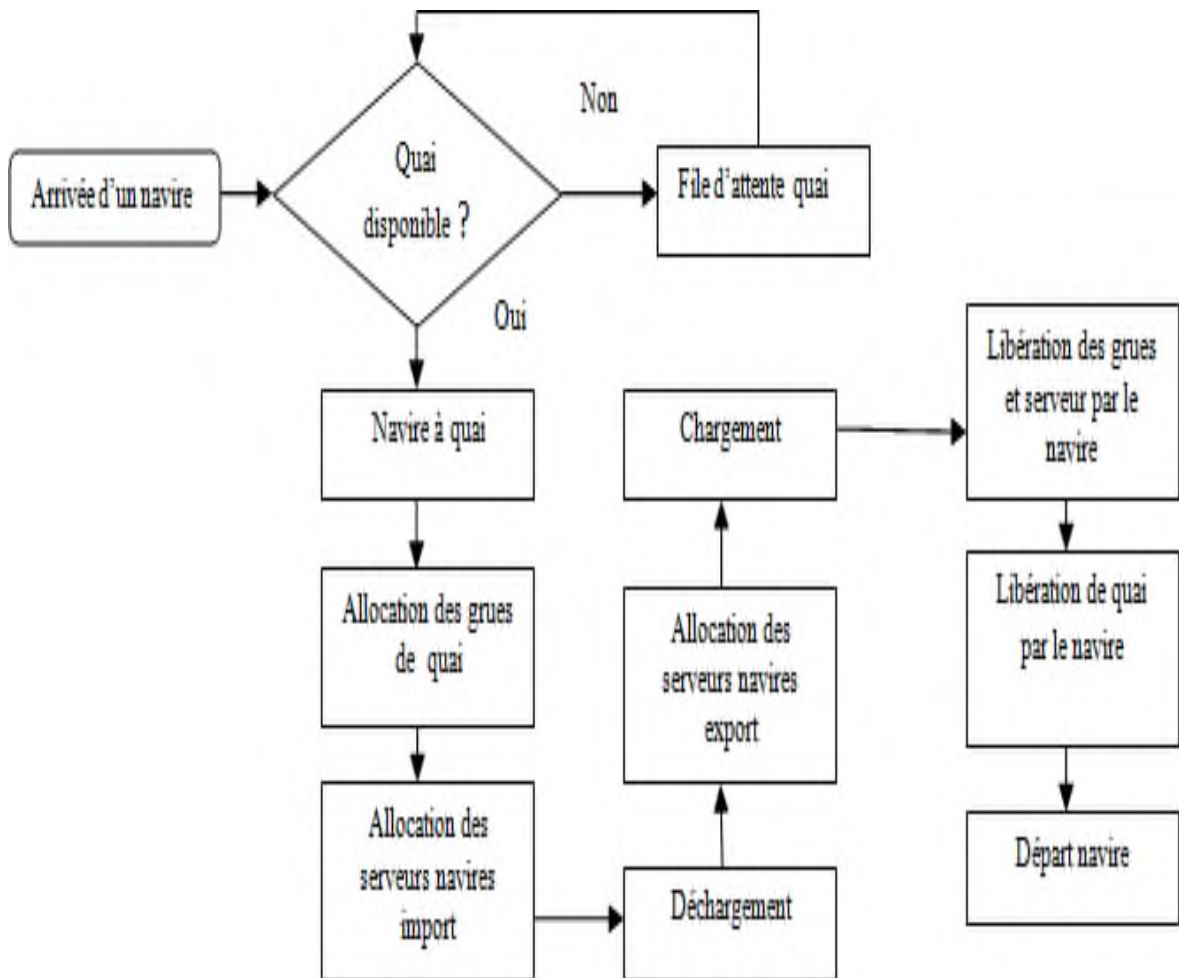 Arrivée d'un navire
Quai
disponible ?
Non
File d'attente quai
Oui
Navire à quai
Allocation des grues
de quai
Allocation des
serveurs navires
import
Déchargement
Allocation des
serveurs navires
export
Chargement
Libération des grues
et serveur par le
navire
Libération de quai
par le navire
Départ navire